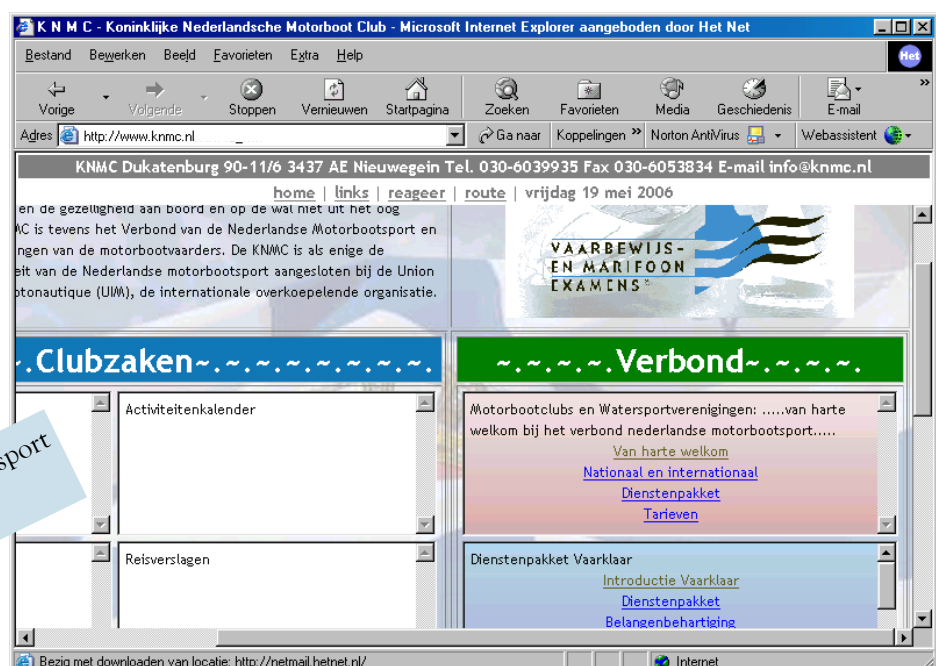 K N M C - Koninklijke Nederlandsche Motorboot Club - Microsoft Internet Explorer aangeboden door Het Net
Bestand Bewerken Beeld Favorieten Extra Help
Het
Vorige Volgende Stoppen Vernieuwen Startpagina Zoeken Favorieten Media Geschiedenis E-mail »
Adres http://www.knmc.nl Ga naar Koppelingen » Norton AntiVirus Webassistent
KNMC Dukatenburg 90-11/6 3437 AE Nieuwegein Tel. 030-6039935 Fax 030-6053834 E-mail info@knmc.nl
home | links | reageer | route | vrijdag 19 mei 2006
en de gezelligheid aan boord en op de wal niet uit het oog
MC is tevens het Verbond van de Nederlandse Motorbootsport en
ngen van de motorbootvaarders. De KNMC is als enige de
eit van de Nederlandse motorbootsport aangesloten bij de Union
otonautique (UIM), de internationale overkoepelende organisatie.
VAARBEWIJS-
EN MARIFOON
EXAMENS
~.Clubzaken~.~.~.~.~.~.~.
~.~.~.~.Verbond~.~.~.~.
sport
Activiteitenkalender
Motorbootclubs en Watersportverenigingen: .....van harte
welkom bij het verbond nederlandse motorbootsport.....
Van harte welkom
Nationaal en internationaal
Dienstenpakket
Tarieven
Reisverslagen
Dienstenpakket Vaarklaar
Introductie Vaarklaar
Dienstenpakket
Belangenbehartiging
Bezig met downloaden van locatie: http://netmail.hetnet.nl/ Internet